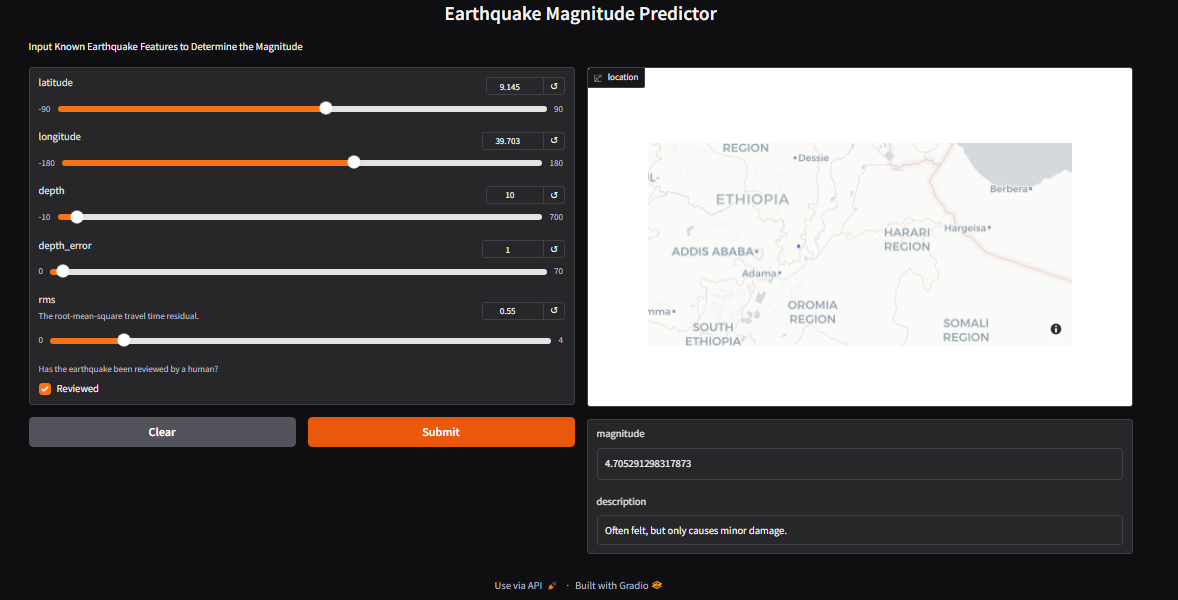 Earthquake Magnitude Predictor
Input Known Earthquake Features to Determine the Magnitude
latitude
9.145
↺
-90
90
longitude
39.703
↺
-180
180
depth
10
↺
-10
700
depth_error
1
↺
0
70
rms
The root-mean-square travel time residual.
0.55
↺
0
4
Has the earthquake been reviewed by a human?
Reviewed
Clear
Submit
location
REGION
Dessie
L-
ETHIOPIA
Berbera
HARARI
REGION
Hargeisa
ADDIS ABABA
Adama
mma
OROMIA
REGION
SOUTH
ETHIOPIA
SOMALI
REGION
magnitude
4.705291298317873
description
Often felt, but only causes minor damage.
Use via API · Built with Gradio